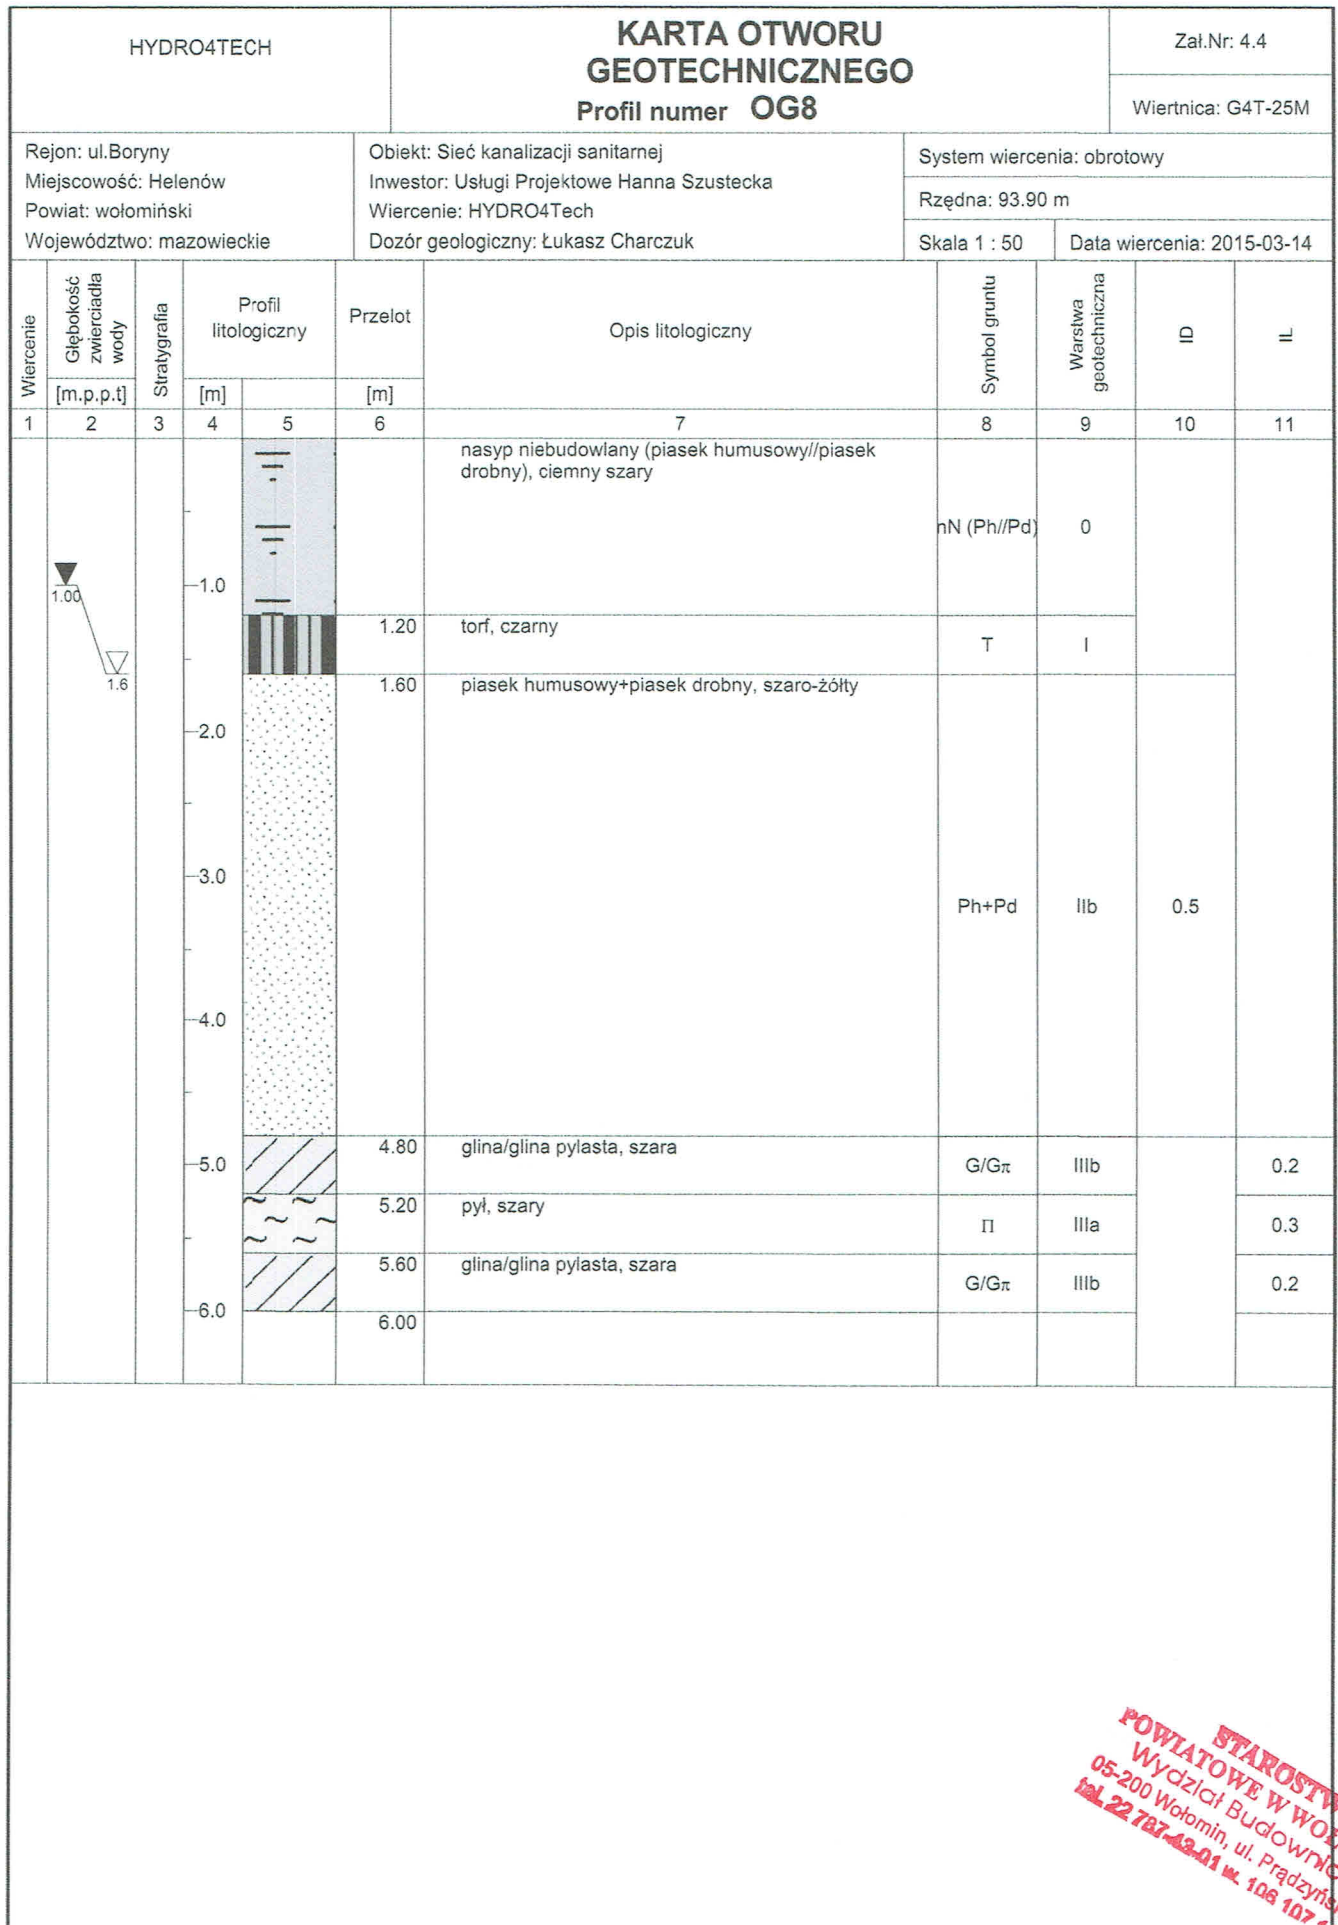 HYDRO4TECH
KARTA OTWORU
GEOTECHNICZNEGO
Profil numer OG8
Zał.Nr: 4.4
Wiertnica: G4T-25M
Rejon: ul.Boryny
Miejscowość: Helenów
Powiat: wołomiński
Województwo: mazowieckie
Obiekt: Sieć kanalizacji sanitarnej
Inwestor: Usługi Projektowe Hanna Szustecka
Wiercenie: HYDRO4Tech
Dozór geologiczny: Łukasz Charczuk
System wiercenia: obrotowy
Rzędna: 93.90 m
Skala 1 : 50
Data wiercenia: 2015-03-14
Wiercenie
Głębokość
zwierciadła
wody
[m.p.p.t]
Stratygrafia
Profil
litologiczny
[m]
Przelot
[m]
Opis litologiczny
Symbol gruntu
Warstwa
geotechniczna
ID
IL
1 2 3 4 5 6 7 8 9 10 11
nasyp niebudowlany (piasek humusowy//piasek
drobny), ciemny szary
nN (Ph//Pd) 0
1.00
1.0
1.20 torf, czarny
T I
1.6
1.60 piasek humusowy+piasek drobny, szaro-żółty
2.0
3.0
Ph+Pd IIb 0.5
4.0
4.80 glina/glina pylasta, szara
5.0
G/Gπ IIIb 0.2
5.20 pył, szary
Π IIIa 0.3
5.60 glina/glina pylasta, szara
G/Gπ IIIb 0.2
6.0
6.00
POWIATOWE W
Wydział
05-200 Wołomin, ul.
tel. 22 787-43-01 w. 106 107